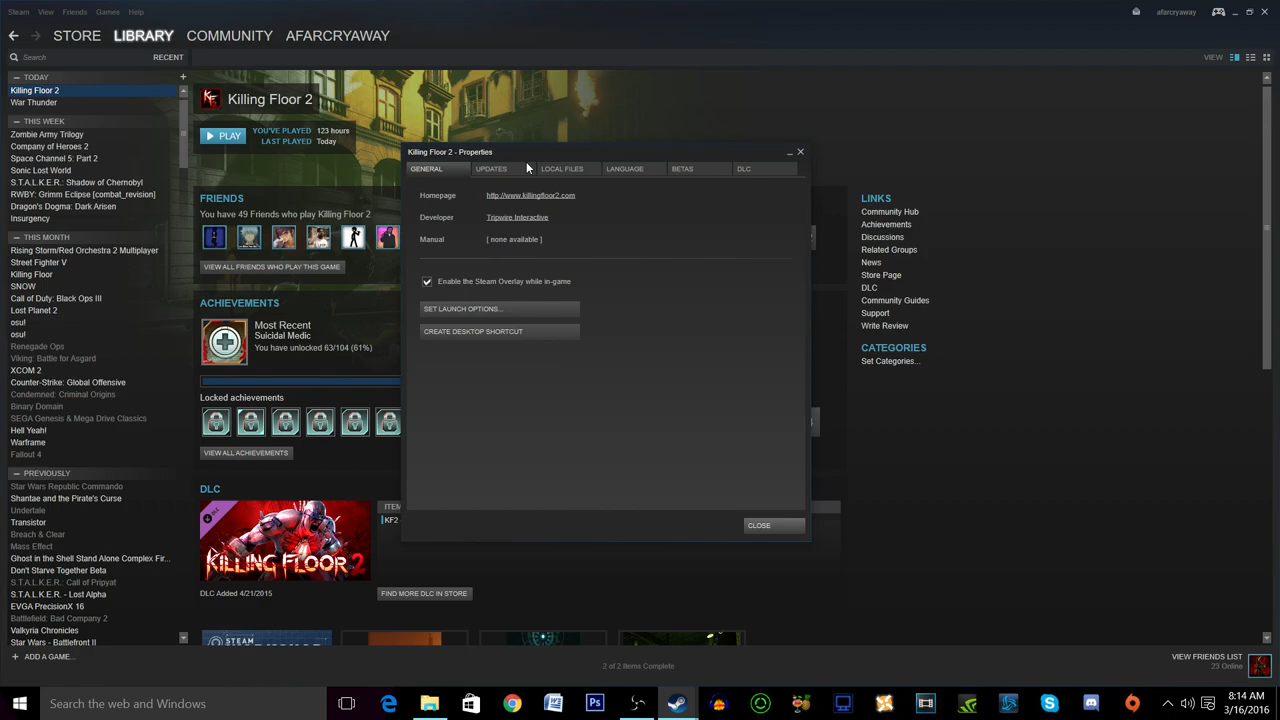 Steam View Friends Games Help
afarcryaway
STORE LIBRARY COMMUNITY AFARCRYAWAY
Search RECENT
VIEW
TODAY
Killing Floor 2
War Thunder
THIS WEEK
Zombie Army Trilogy
Company of Heroes 2
Space Channel 5: Part 2
Sonic Lost World
S.T.A.L.K.E.R.: Shadow of Chernobyl
RWBY: Grimm Eclipse [combat_revision]
Dragon's Dogma: Dark Arisen
Insurgency
THIS MONTH
Rising Storm/Red Orchestra 2 Multiplayer
Street Fighter V
Killing Floor
SNOW
Call of Duty: Black Ops III
Lost Planet 2
osu!
osu!
Renegade Ops
Viking: Battle for Asgard
XCOM 2
Counter-Strike: Global Offensive
Condemned: Criminal Origins
Binary Domain
SEGA Genesis & Mega Drive Classics
Hell Yeah!
Warframe
Fallout 4
PREVIOUSLY
Star Wars Republic Commando
Shantae and the Pirate's Curse
Undertale
Transistor
Breach & Clear
Mass Effect
Ghost in the Shell Stand Alone Complex Fir...
Don't Starve Together Beta
S.T.A.L.K.E.R.: Call of Pripyat
S.T.A.L.K.E.R. - Lost Alpha
EVGA PrecisionX 16
Battlefield: Bad Company 2
Valkyria Chronicles
Star Wars - Battlefront II
ADD A GAME...
Killing Floor 2
PLAY
YOU'VE PLAYED 123 hours
LAST PLAYED Today
FRIENDS
You have 49 Friends who play Killing Floor 2
VIEW ALL FRIENDS WHO PLAY THIS GAME
ACHIEVEMENTS
Most Recent
Suicidal Medic
You have unlocked 63/104 (61%)
Locked achievements
VIEW ALL ACHIEVEMENTS
DLC
KILLING FLOOR 2
DLC Added 4/21/2015
ITEM
KF2
FIND MORE DLC IN STORE
STEAM
Killing Floor 2 - Properties
GENERAL UPDATES LOCAL FILES LANGUAGE BETAS DLC
Homepage http://www.killingfloor2.com
Developer Tripwire Interactive
Manual [ none available ]
Enable the Steam Overlay while in-game
SET LAUNCH OPTIONS...
CREATE DESKTOP SHORTCUT
CLOSE
LINKS
Community Hub
Achievements
Discussions
Related Groups
News
Store Page
DLC
Community Guides
Support
Write Review
CATEGORIES
Set Categories...
2 of 2 Items Complete
VIEW FRIENDS LIST
23 Online
Search the web and Windows
8:14 AM
3/16/2016